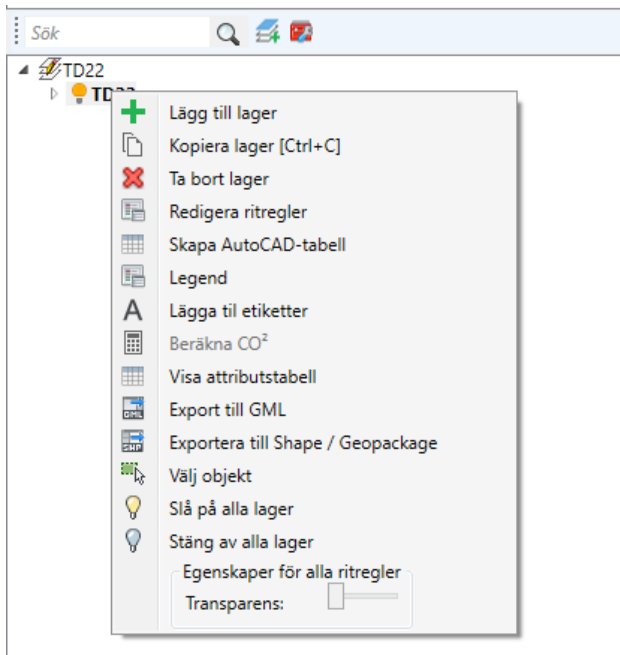 Sök
TD22
Lägg till lager
Kopiera lager [Ctrl+C]
Ta bort lager
Redigera ritregler
Skapa AutoCAD-tabell
Legend
A Lägga til etiketter
Beräkna CO²
Visa attributstabell
GML Export till GML
SHP Exportera till Shape / Geopackage
Välj objekt
Slå på alla lager
Stäng av alla lager
Egenskaper för alla ritregler
Transparens: